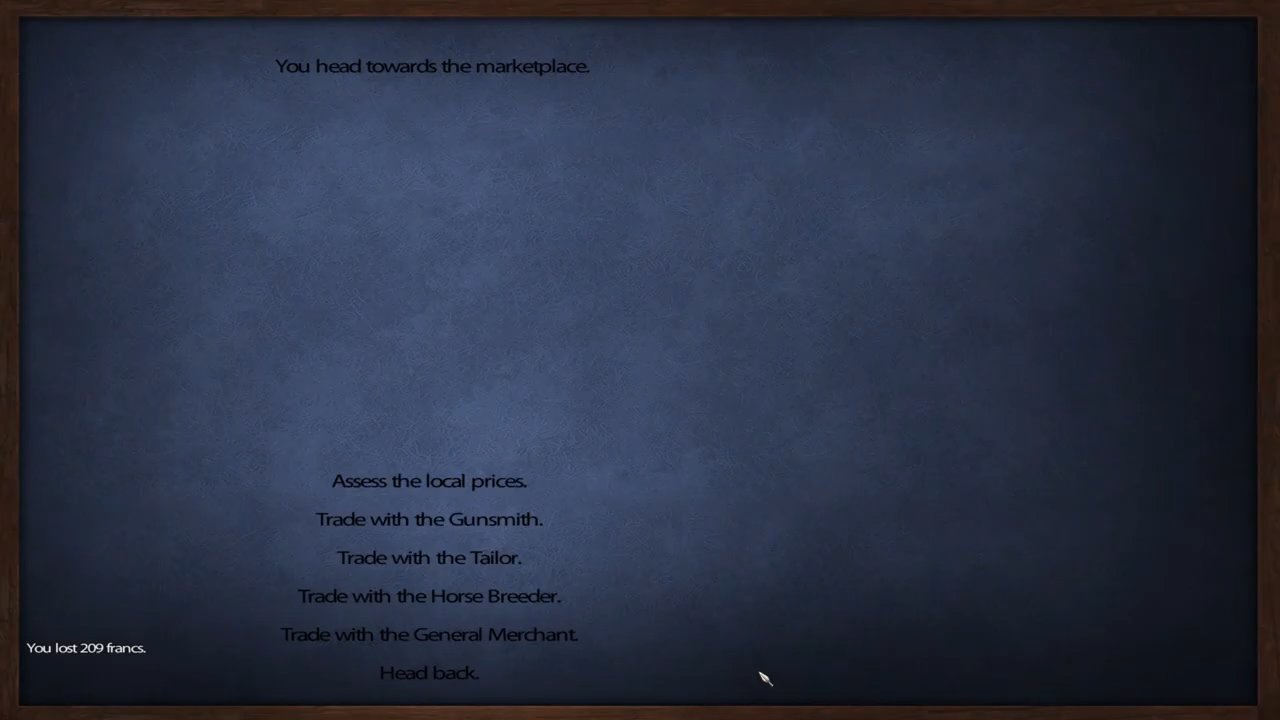 You head towards the marketplace.
Assess the local prices.
Trade with the Gunsmith.
Trade with the Tailor.
Trade with the Horse Breeder.
Trade with the General Merchant.
You lost 209 francs.
Head back.